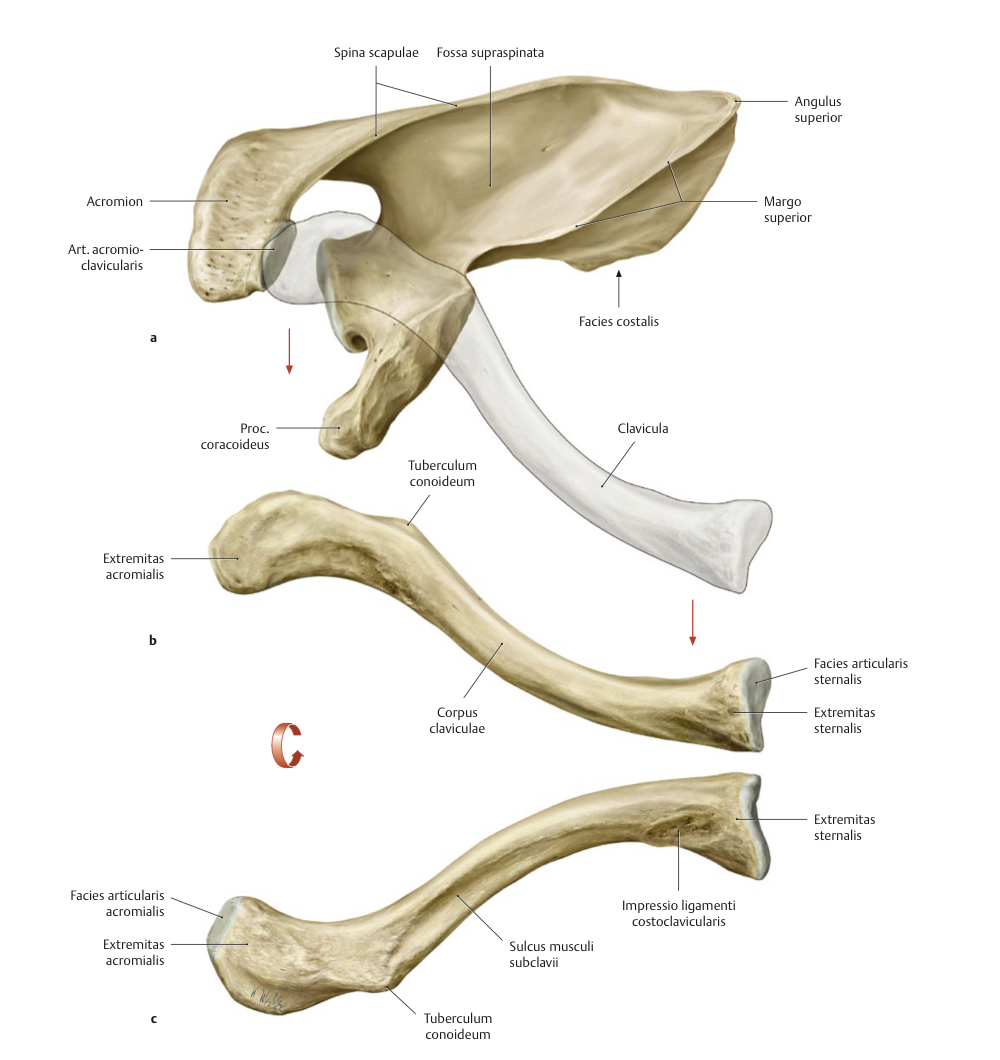 Spina scapulae
Fossa supraspinata
Angulus
superior
Acromion
Margo
superior
Art. acromio-
clavicularis
Facies costalis
a
Proc.
coracoideus
Clavicula
Tuberculum
conoideum
Extremitas
acromialis
b
Facies articularis
sternalis
Corpus
claviculae
Extremitas
sternalis
Extremitas
sternalis
Facies articularis
acromialis
Impressio ligamenti
costoclavicularis
Extremitas
acromialis
Sulcus musculi
subclavii
c
Tuberculum
conoideum